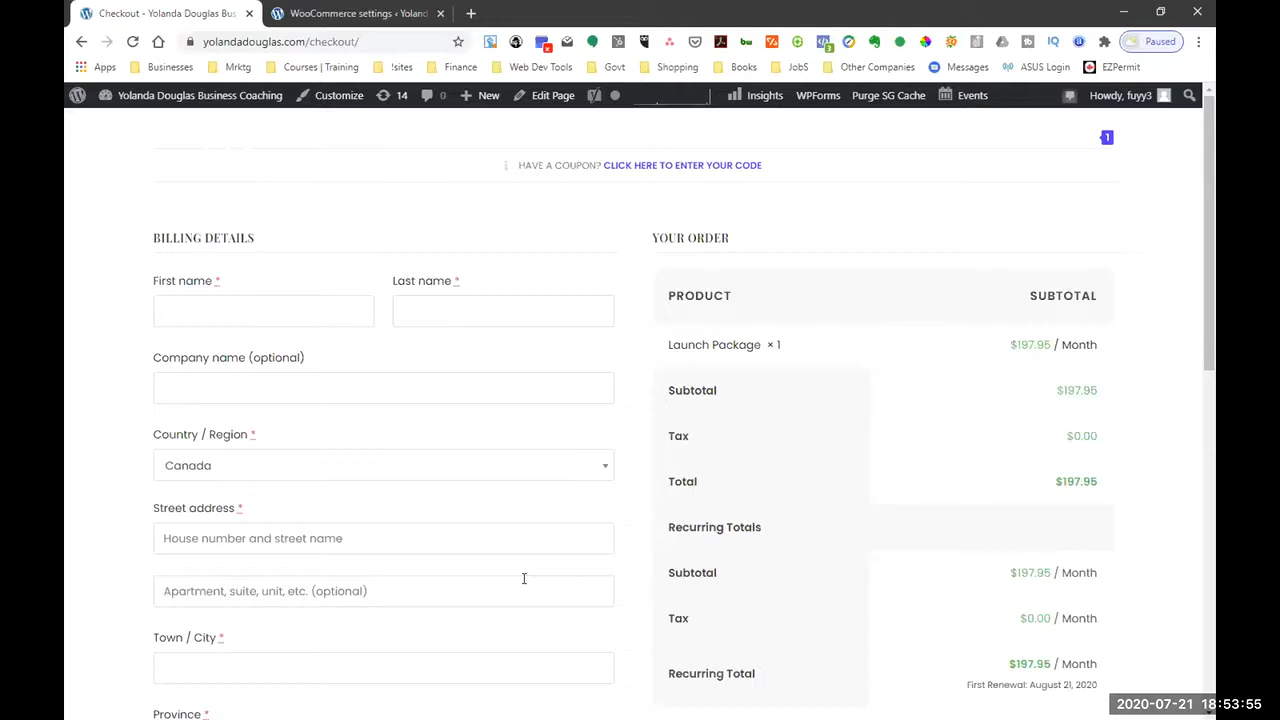 Checkout - Yolanda Douglas Bus
WooCommerce settings ‹ Yoland
yolandadouglas.com/checkout/
Paused
Apps
Businesses
Mrktg
Courses | Training
!sites
Finance
Web Dev Tools
Govt
Shopping
Books
JobS
Other Companies
Messages
ASUS Login
EZPermit
Yolanda Douglas Business Coaching
Customize
14
0
New
Edit Page
Insights
WPForms
Purge SG Cache
Events
Howdy, fuyy3
1
HAVE A COUPON? CLICK HERE TO ENTER YOUR CODE
BILLING DETAILS
First name *
Last name *
Company name (optional)
Country / Region *
Canada
Street address *
House number and street name
Apartment, suite, unit, etc. (optional)
Town / City *
Province *
YOUR ORDER
PRODUCT SUBTOTAL
Launch Package × 1 $197.95 / Month
Subtotal $197.95
Tax $0.00
Total $197.95
Recurring Totals
Subtotal $197.95 / Month
Tax $0.00 / Month
Recurring Total $197.95 / Month
First Renewal: August 21, 2020
2020-07-21 18:53:55